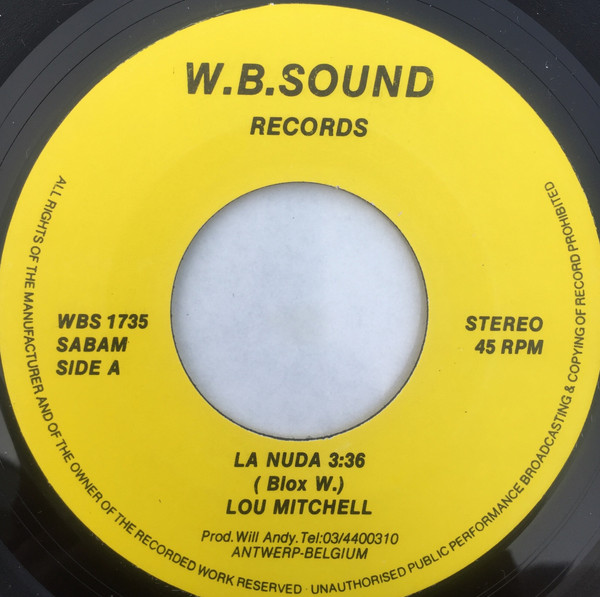 W.B.SOUND
RECORDS
WBS 1735
SABAM
SIDE A
STEREO
45 RPM
LA NUDA 3:36
( Blox W.)
LOU MITCHELL
Prod. Will Andy. Tel:03/4400310
ANTWERP-BELGIUM
ALL RIGHTS OF THE MANUFACTURER AND OF THE OWNER OF THE RECORDED WORK RESERVED · UNAUTHORISED PUBLIC PERFORMANCE BROADCASTING & COPYING OF RECORD PROHIBITED